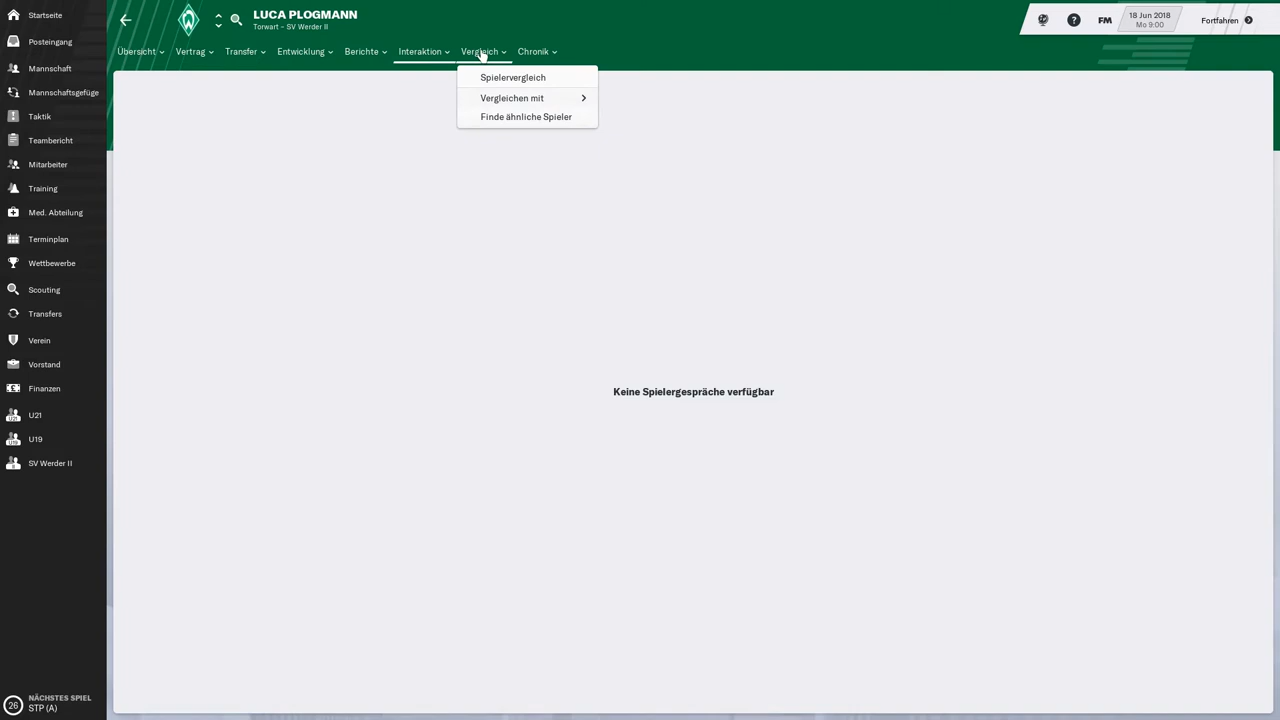 LUCA PLOGMANN
Torwart – SV Werder II
18 Jun 2018
Mo 9:00
FM
Fortfahren
Übersicht
Vertrag
Transfer
Entwicklung
Berichte
Interaktion
Vergleich
Chronik
Spielervergleich
Vergleichen mit
Finde ähnliche Spieler
Startseite
Posteingang
Mannschaft
Mannschaftsgefüge
Taktik
Teambericht
Mitarbeiter
Training
Med. Abteilung
Terminplan
Wettbewerbe
Scouting
Transfers
Verein
Vorstand
Finanzen
U21
U19
SV Werder II
Keine Spielergespräche verfügbar
26
NÄCHSTES SPIEL
STP (A)